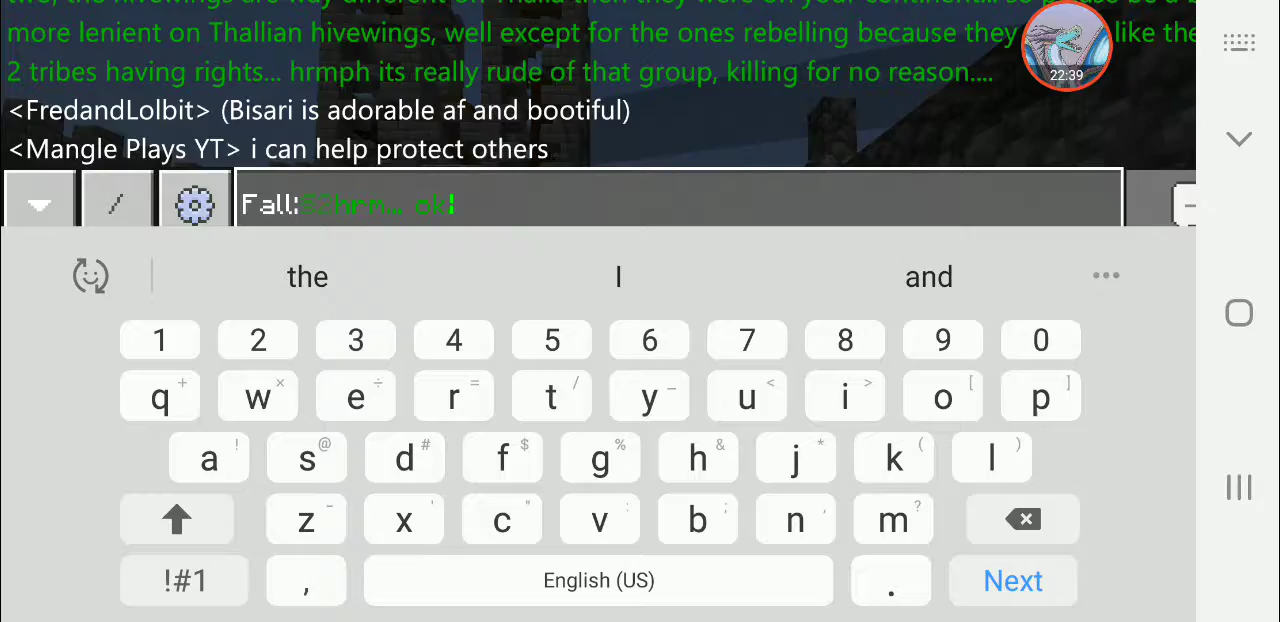 more lenient on Thallian hivewings, well except for the ones rebelling because they like the
2 tribes having rights... hrmph its really rude of that group, killing for no reason....
22:39
<FredandLolbit> (Bisari is adorable af and bootiful)
<Mangle Plays YT> i can help protect others
/ Fall: hrm... ok
the I and
1 2 3 4 5 6 7 8 9 0
q + w × e ÷ r = t / y _ u < i > o [ p ]
a ! s @ d # f $ g % h & j * k ( l )
z - x ' c " v : b ; n , m ?
!#1 , English (US) . Next